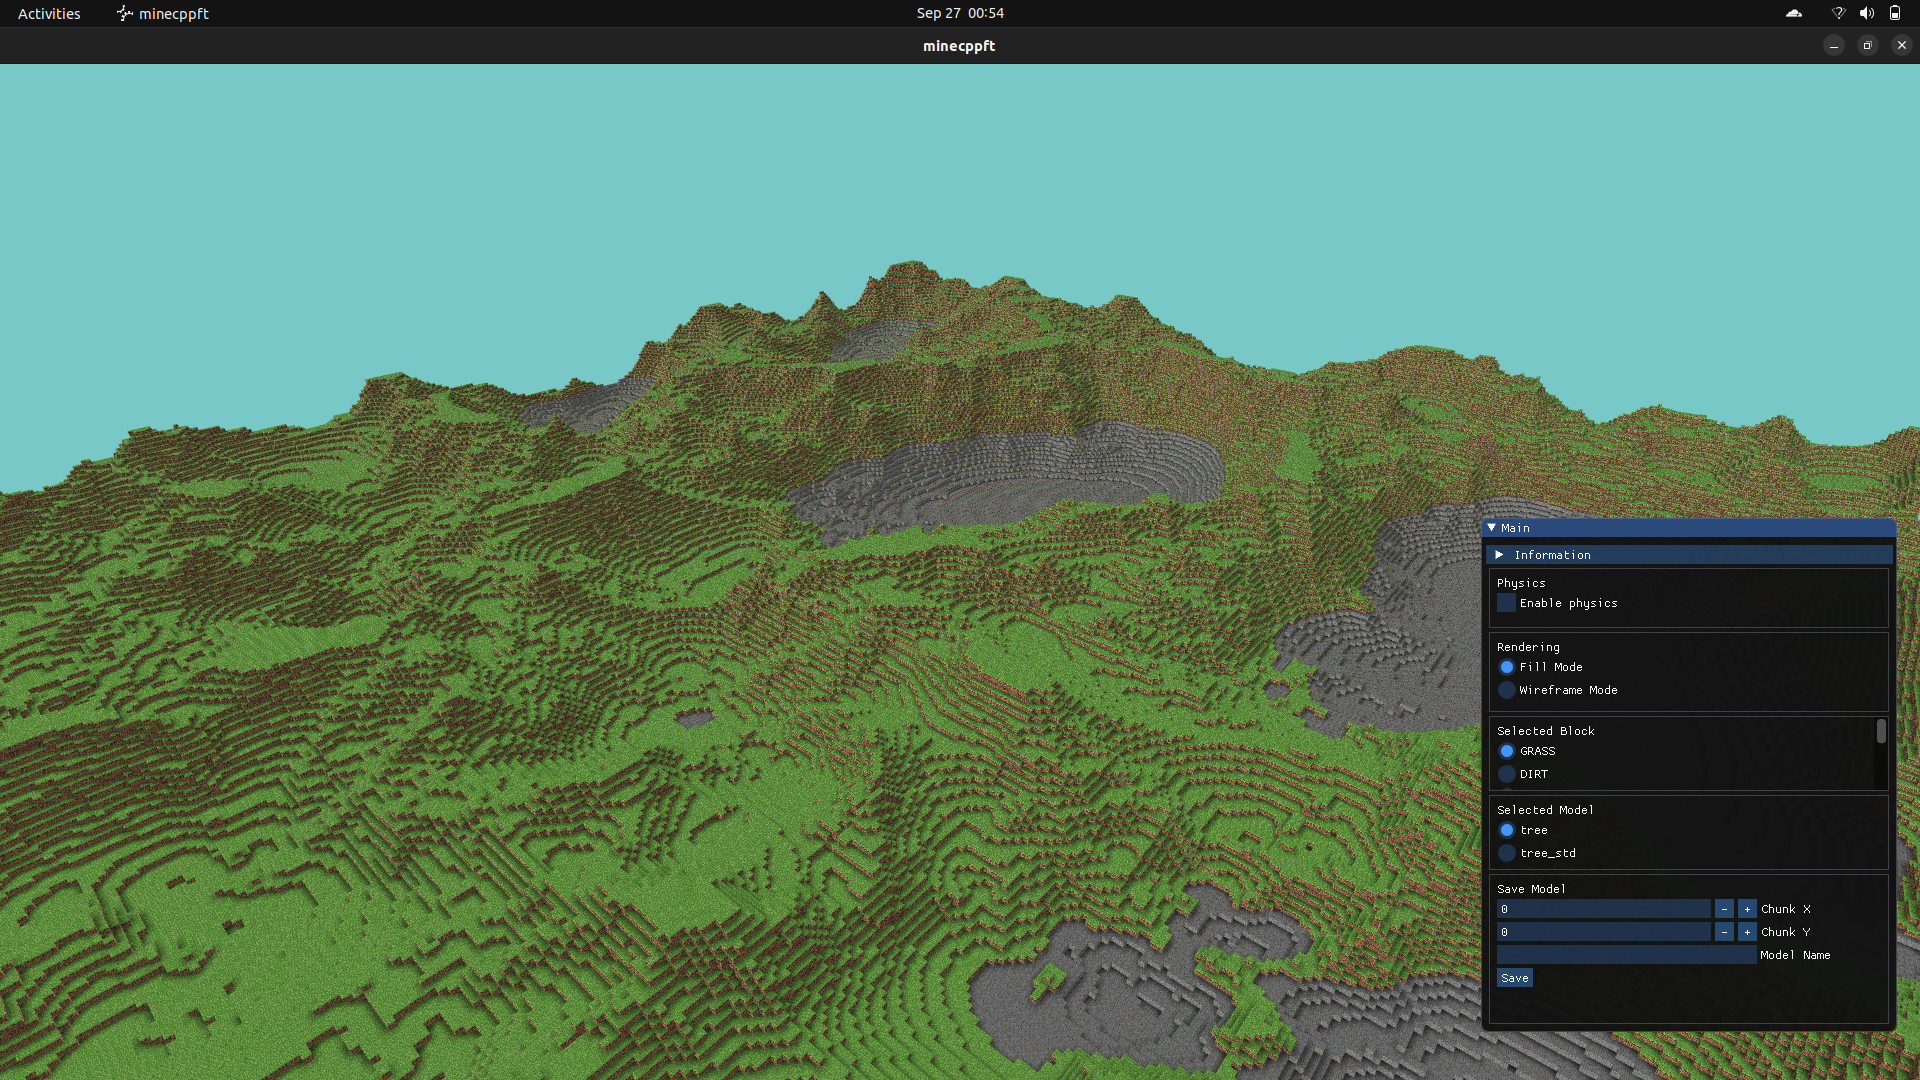 Activities
minecppft
Sep 27 00:54
minecppft
Main
Information
Physics
Enable physics
Rendering
Fill Mode
Wireframe Mode
Selected Block
GRASS
DIRT
Selected Model
tree
tree_std
Save Model
0 - + Chunk X
0 - + Chunk Y
Model Name
Save